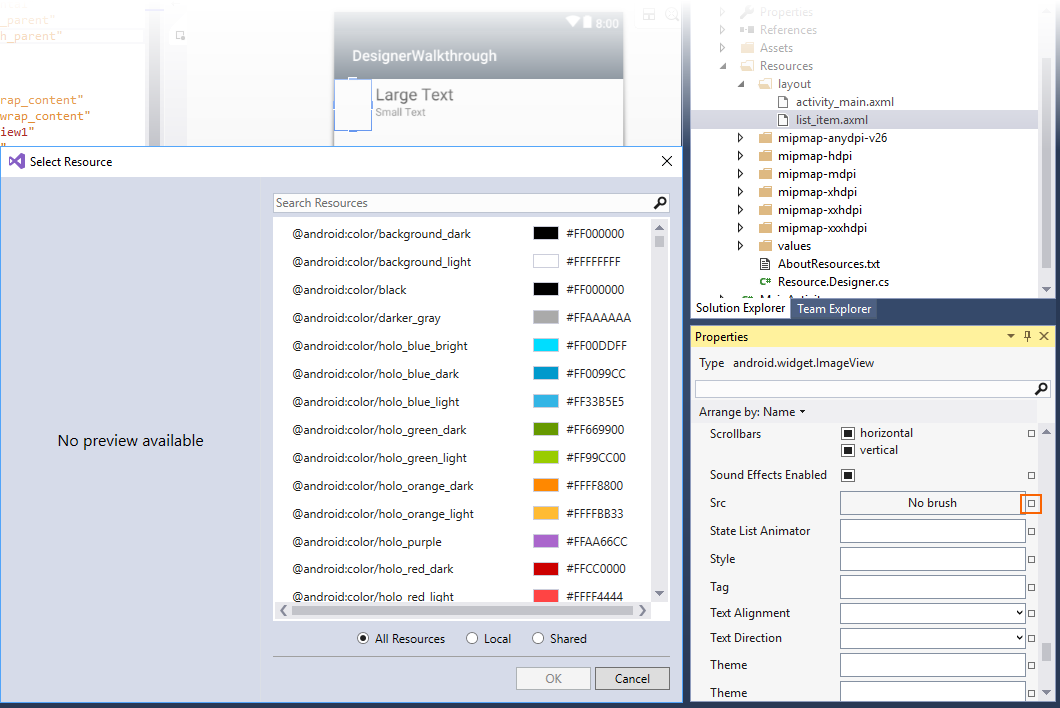 _parent"
h_parent"
rap_content"
wrap_content"
iew1"
"
8:00
DesignerWalkthrough
Large Text
Small Text
Select Resource
No preview available
Search Resources
@android:color/background_dark #FF000000
@android:color/background_light #FFFFFFFF
@android:color/black #FF000000
@android:color/darker_gray #FFAAAAAA
@android:color/holo_blue_bright #FF00DDFF
@android:color/holo_blue_dark #FF0099CC
@android:color/holo_blue_light #FF33B5E5
@android:color/holo_green_dark #FF669900
@android:color/holo_green_light #FF99CC00
@android:color/holo_orange_dark #FFFF8800
@android:color/holo_orange_light #FFFFBB33
@android:color/holo_purple #FFAA66CC
@android:color/holo_red_dark #FFCC0000
@android:color/holo_red_light #FFFF4444
All Resources Local Shared
OK Cancel
Properties
References
Assets
Resources
layout
activity_main.axml
list_item.axml
mipmap-anydpi-v26
mipmap-hdpi
mipmap-mdpi
mipmap-xhdpi
mipmap-xxhdpi
mipmap-xxxhdpi
values
AboutResources.txt
C# Resource.Designer.cs
Solution Explorer Team Explorer
Properties
Type android.widget.ImageView
Arrange by: Name
Scrollbars horizontal
vertical
Sound Effects Enabled
Src No brush
State List Animator
Style
Tag
Text Alignment
Text Direction
Theme
Theme